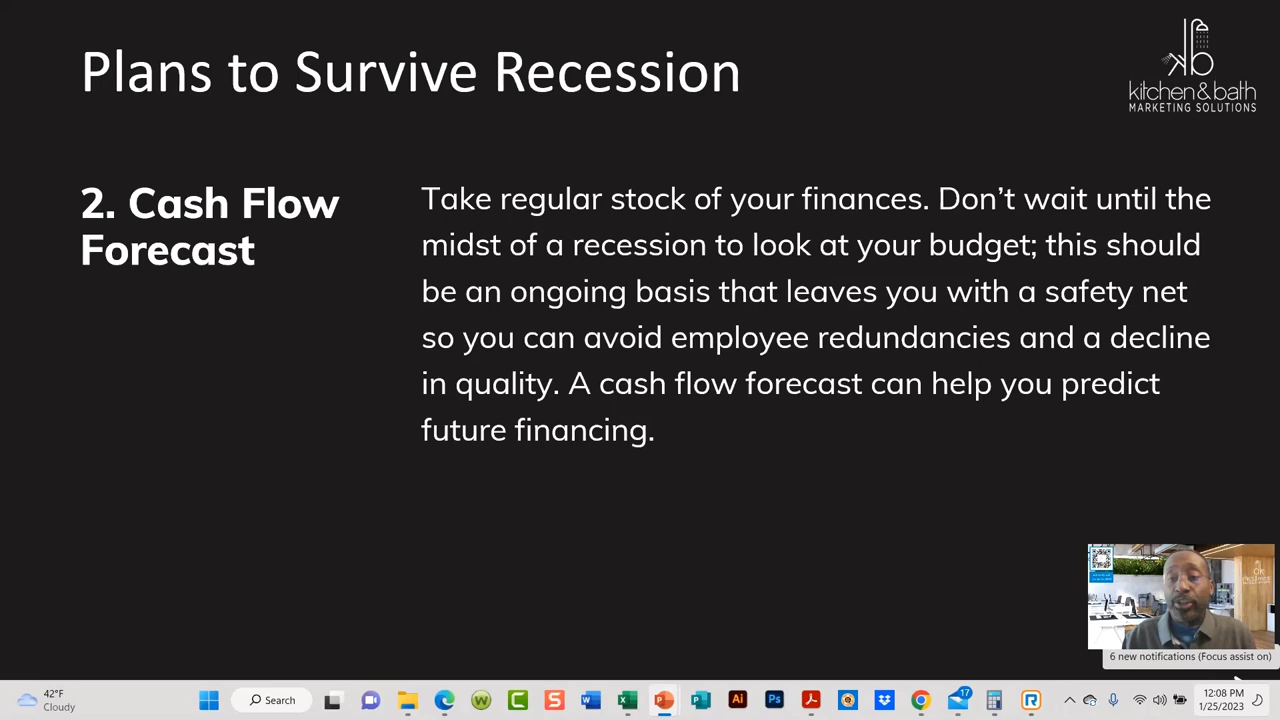 Plans to Survive Recession
kb
kitchen&bath
MARKETING SOLUTIONS
2. Cash Flow
Forecast
Take regular stock of your finances. Don’t wait until the
midst of a recession to look at your budget; this should
be an ongoing basis that leaves you with a safety net
so you can avoid employee redundancies and a decline
in quality. A cash flow forecast can help you predict
future financing.
6 new notifications (Focus assist on)
42°F
Cloudy
Search
17
12:08 PM
1/25/2023